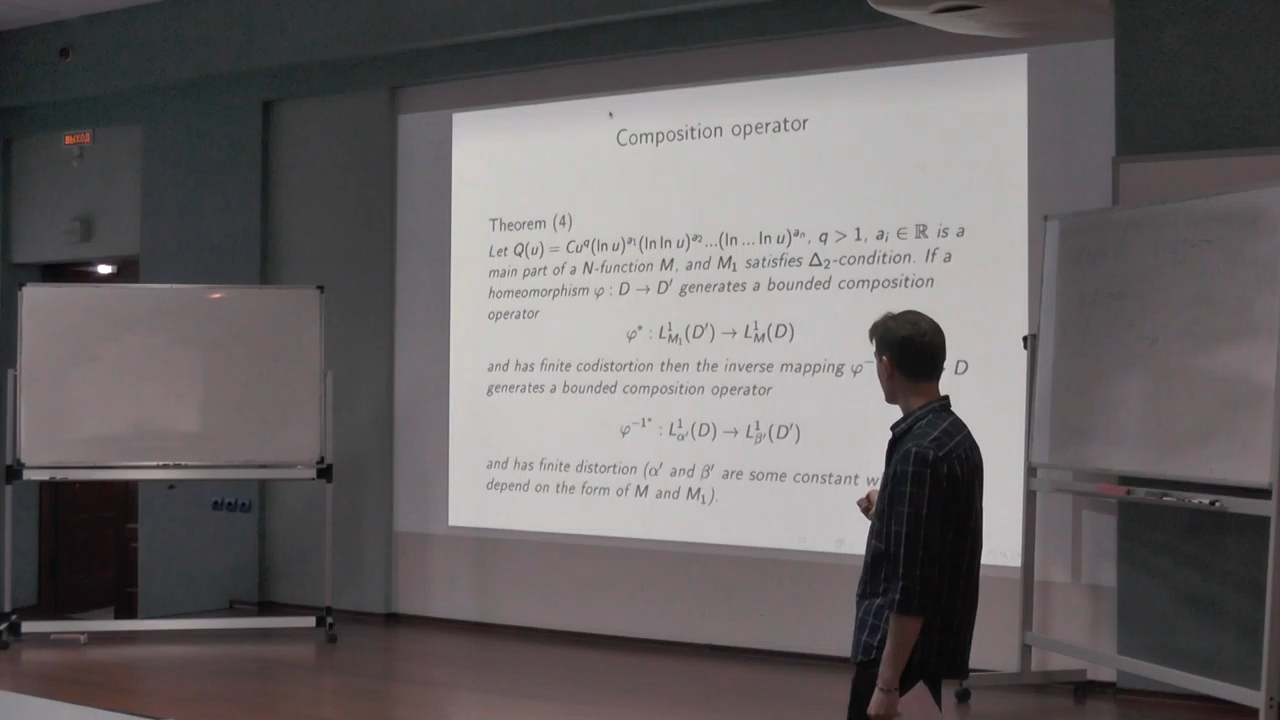 ВЫХОД
Composition operator
Theorem (4)
Let Q(u) = Cu^q(ln u)^{a_1}(ln ln u)^{a_2}...(ln ... ln u)^{a_n}, q > 1, a_i ∈ ℝ is a
main part of a N-function M, and M_1 satisfies Δ_2-condition. If a
homeomorphism φ : D → D′ generates a bounded composition
operator
φ* : L^1_{M_1}(D′) → L^1_M(D)
and has finite codistortion then the inverse mapping φ⁻ D
generates a bounded composition operator
φ^{-1*} : L^1_{α′}(D) → L^1_{β′}(D′)
and has finite distortion (α′ and β′ are some constant w
depend on the form of M and M_1).